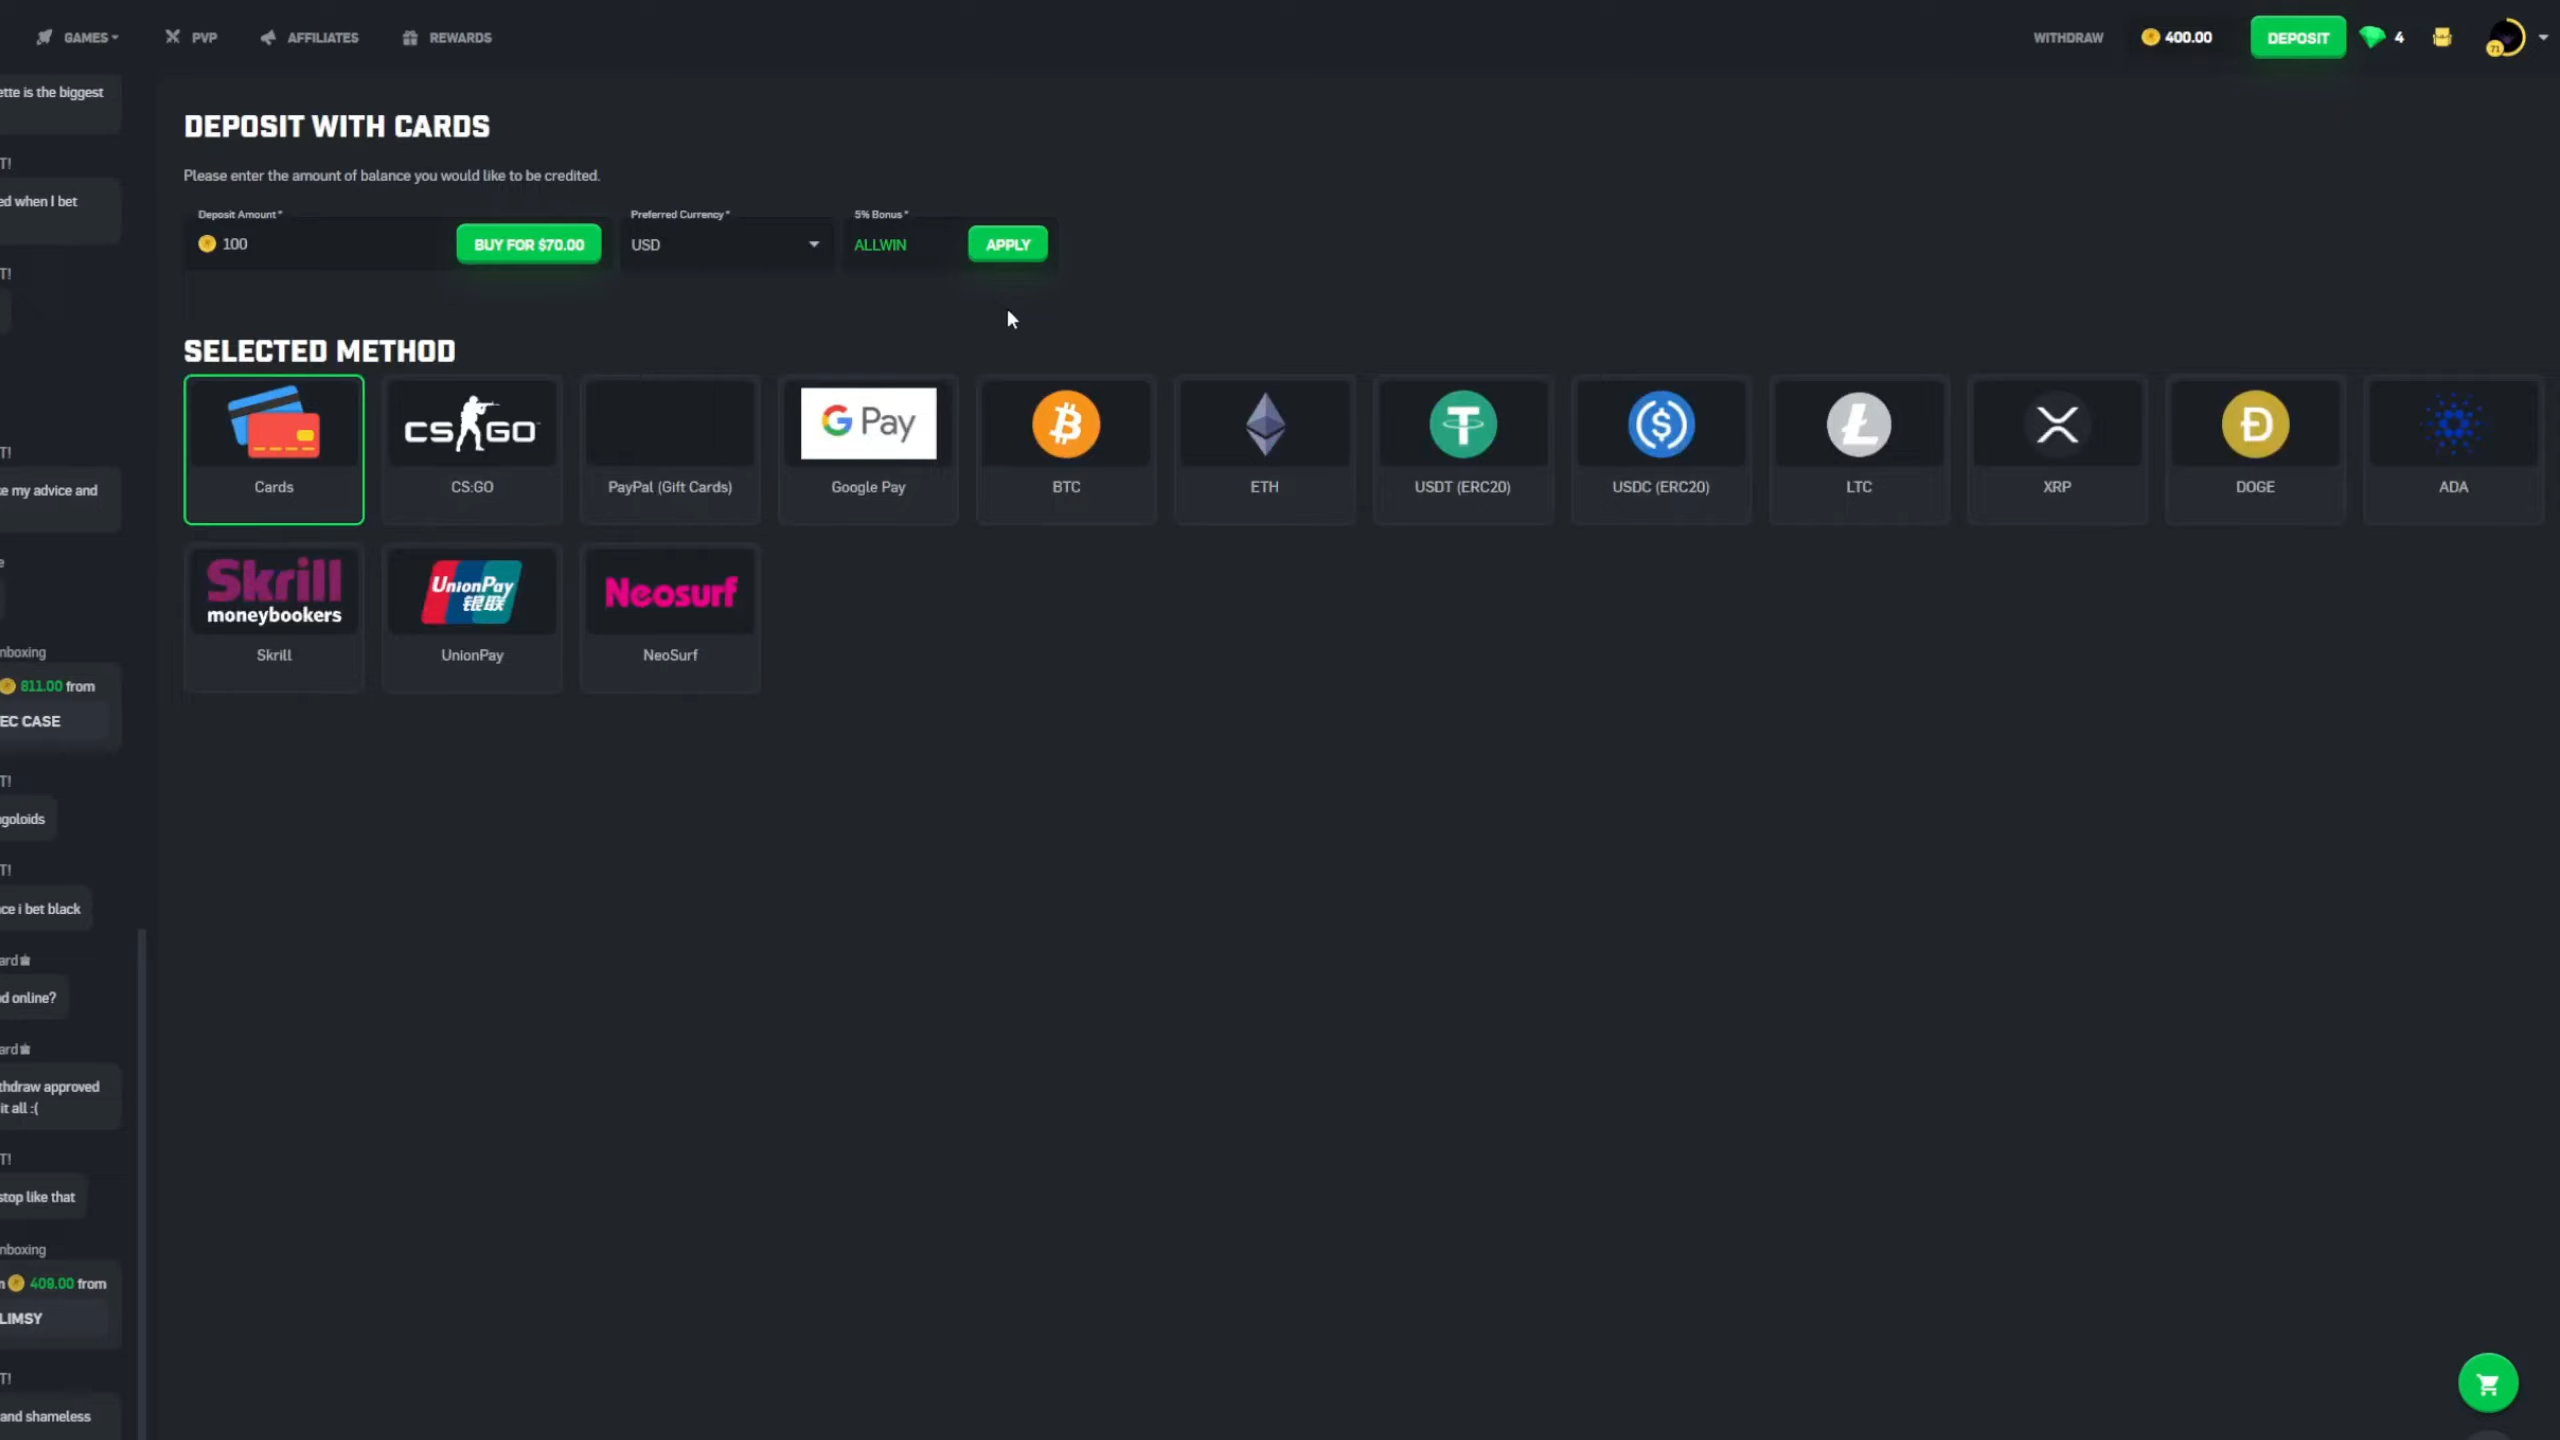 GAMES
PVP
AFFILIATES
REWARDS
WITHDRAW
400.00
DEPOSIT
4
71
ette is the biggest
T!
ed when I bet
T!
T!
e my advice and
e
nboxing
811.00 from
EC CASE
T!
goloids
T!
ce i bet black
ard
d online?
ard
thdraw approved
it all :(
T!
stop like that
nboxing
n 409.00 from
LIMSY
T!
and shameless
DEPOSIT WITH CARDS
Please enter the amount of balance you would like to be credited.
Deposit Amount *
100
BUY FOR $70.00
Preferred Currency *
USD
5% Bonus *
ALLWIN
APPLY
SELECTED METHOD
Cards
CS GO
CS:GO
PayPal (Gift Cards)
G Pay
Google Pay
BTC
ETH
USDT (ERC20)
USDC (ERC20)
LTC
XRP
DOGE
ADA
Skrill
moneybookers
Skrill
UnionPay
银联
UnionPay
Neosurf
NeoSurf